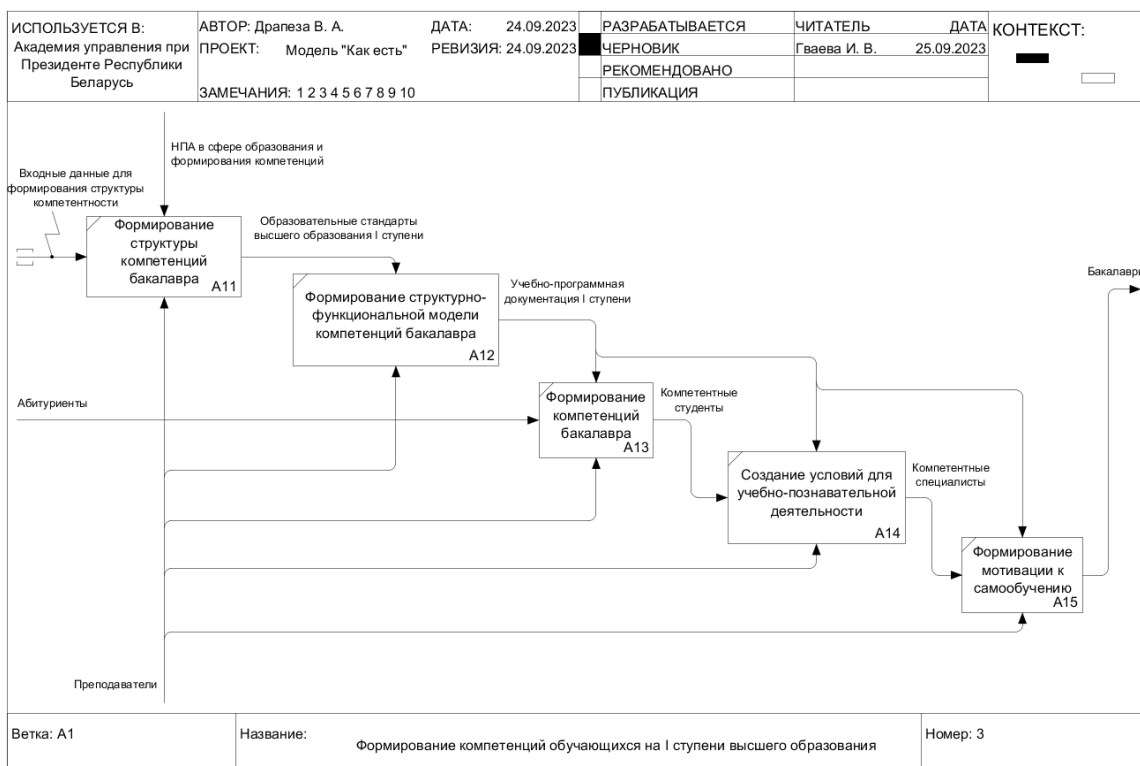 ИСПОЛЬЗУЕТСЯ В:
Академия управления при
Президенте Республики
Беларусь
АВТОР: Драпеза В. А.
ДАТА: 24.09.2023
ПРОЕКТ: Модель "Как есть"
РЕВИЗИЯ: 24.09.2023
ЗАМЕЧАНИЯ: 1 2 3 4 5 6 7 8 9 10
РАЗРАБАТЫВАЕТСЯ
ЧЕРНОВИК
РЕКОМЕНДОВАНО
ПУБЛИКАЦИЯ
ЧИТАТЕЛЬ ДАТА
Гваева И. В. 25.09.2023
КОНТЕКСТ:
НПА в сфере образования и
формирования компетенций
Входные данные для
формирования структуры
компетентности
Формирование
структуры
компетенций
бакалавра
A11
Образовательные стандарты
высшего образования I ступени
Формирование структурно-
функциональной модели
компетенций бакалавра
A12
Учебно-программная
документация I ступени
Бакалавры
Абитуриенты
Формирование
компетенций
бакалавра
A13
Компетентные
студенты
Создание условий для
учебно-познавательной
деятельности
A14
Компетентные
специалисты
Формирование
мотивации к
самообучению
A15
Преподаватели
Ветка: A1
Название:
Формирование компетенций обучающихся на I ступени высшего образования
Номер: 3